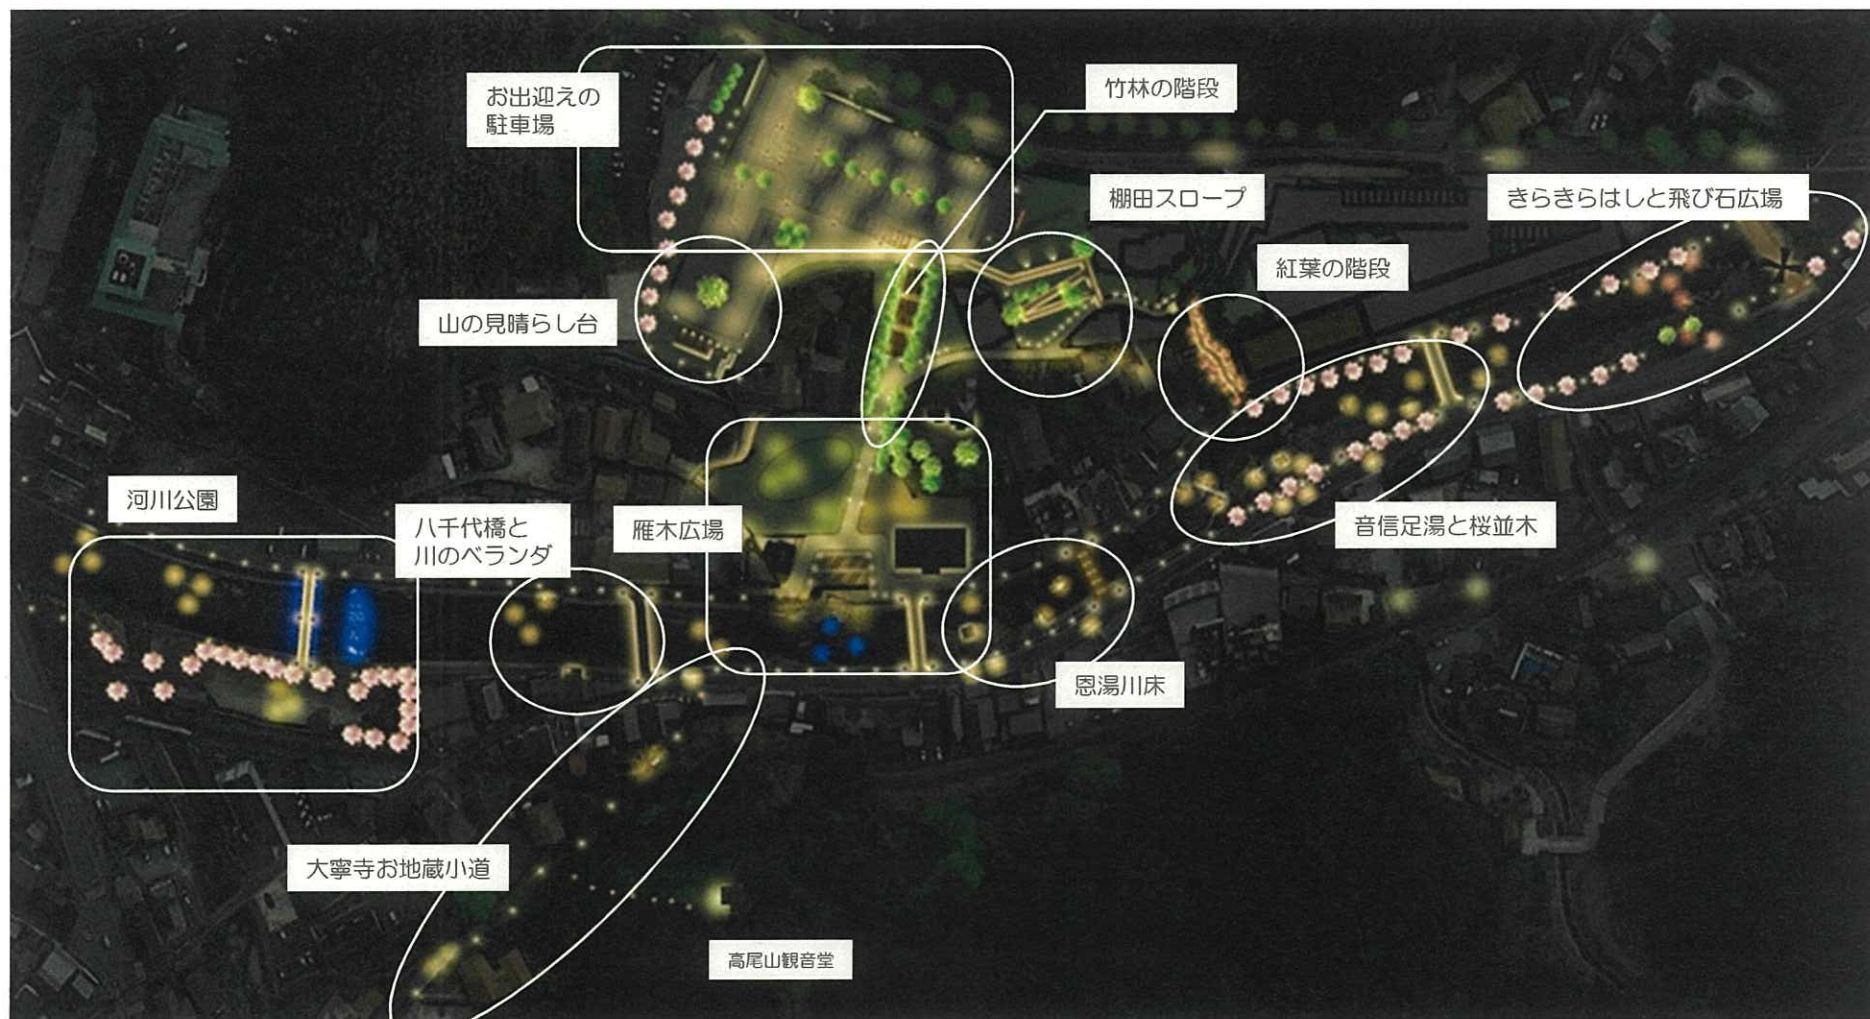 お出迎えの
駐車場
竹林の階段
棚田スロープ
きらきらはしと飛び石広場
紅葉の階段
山の見晴らし台
河川公園
八千代橋と
川のベランダ
雁木広場
音信足湯と桜並木
恩湯川床
大寧寺お地蔵小道
高尾山観音堂